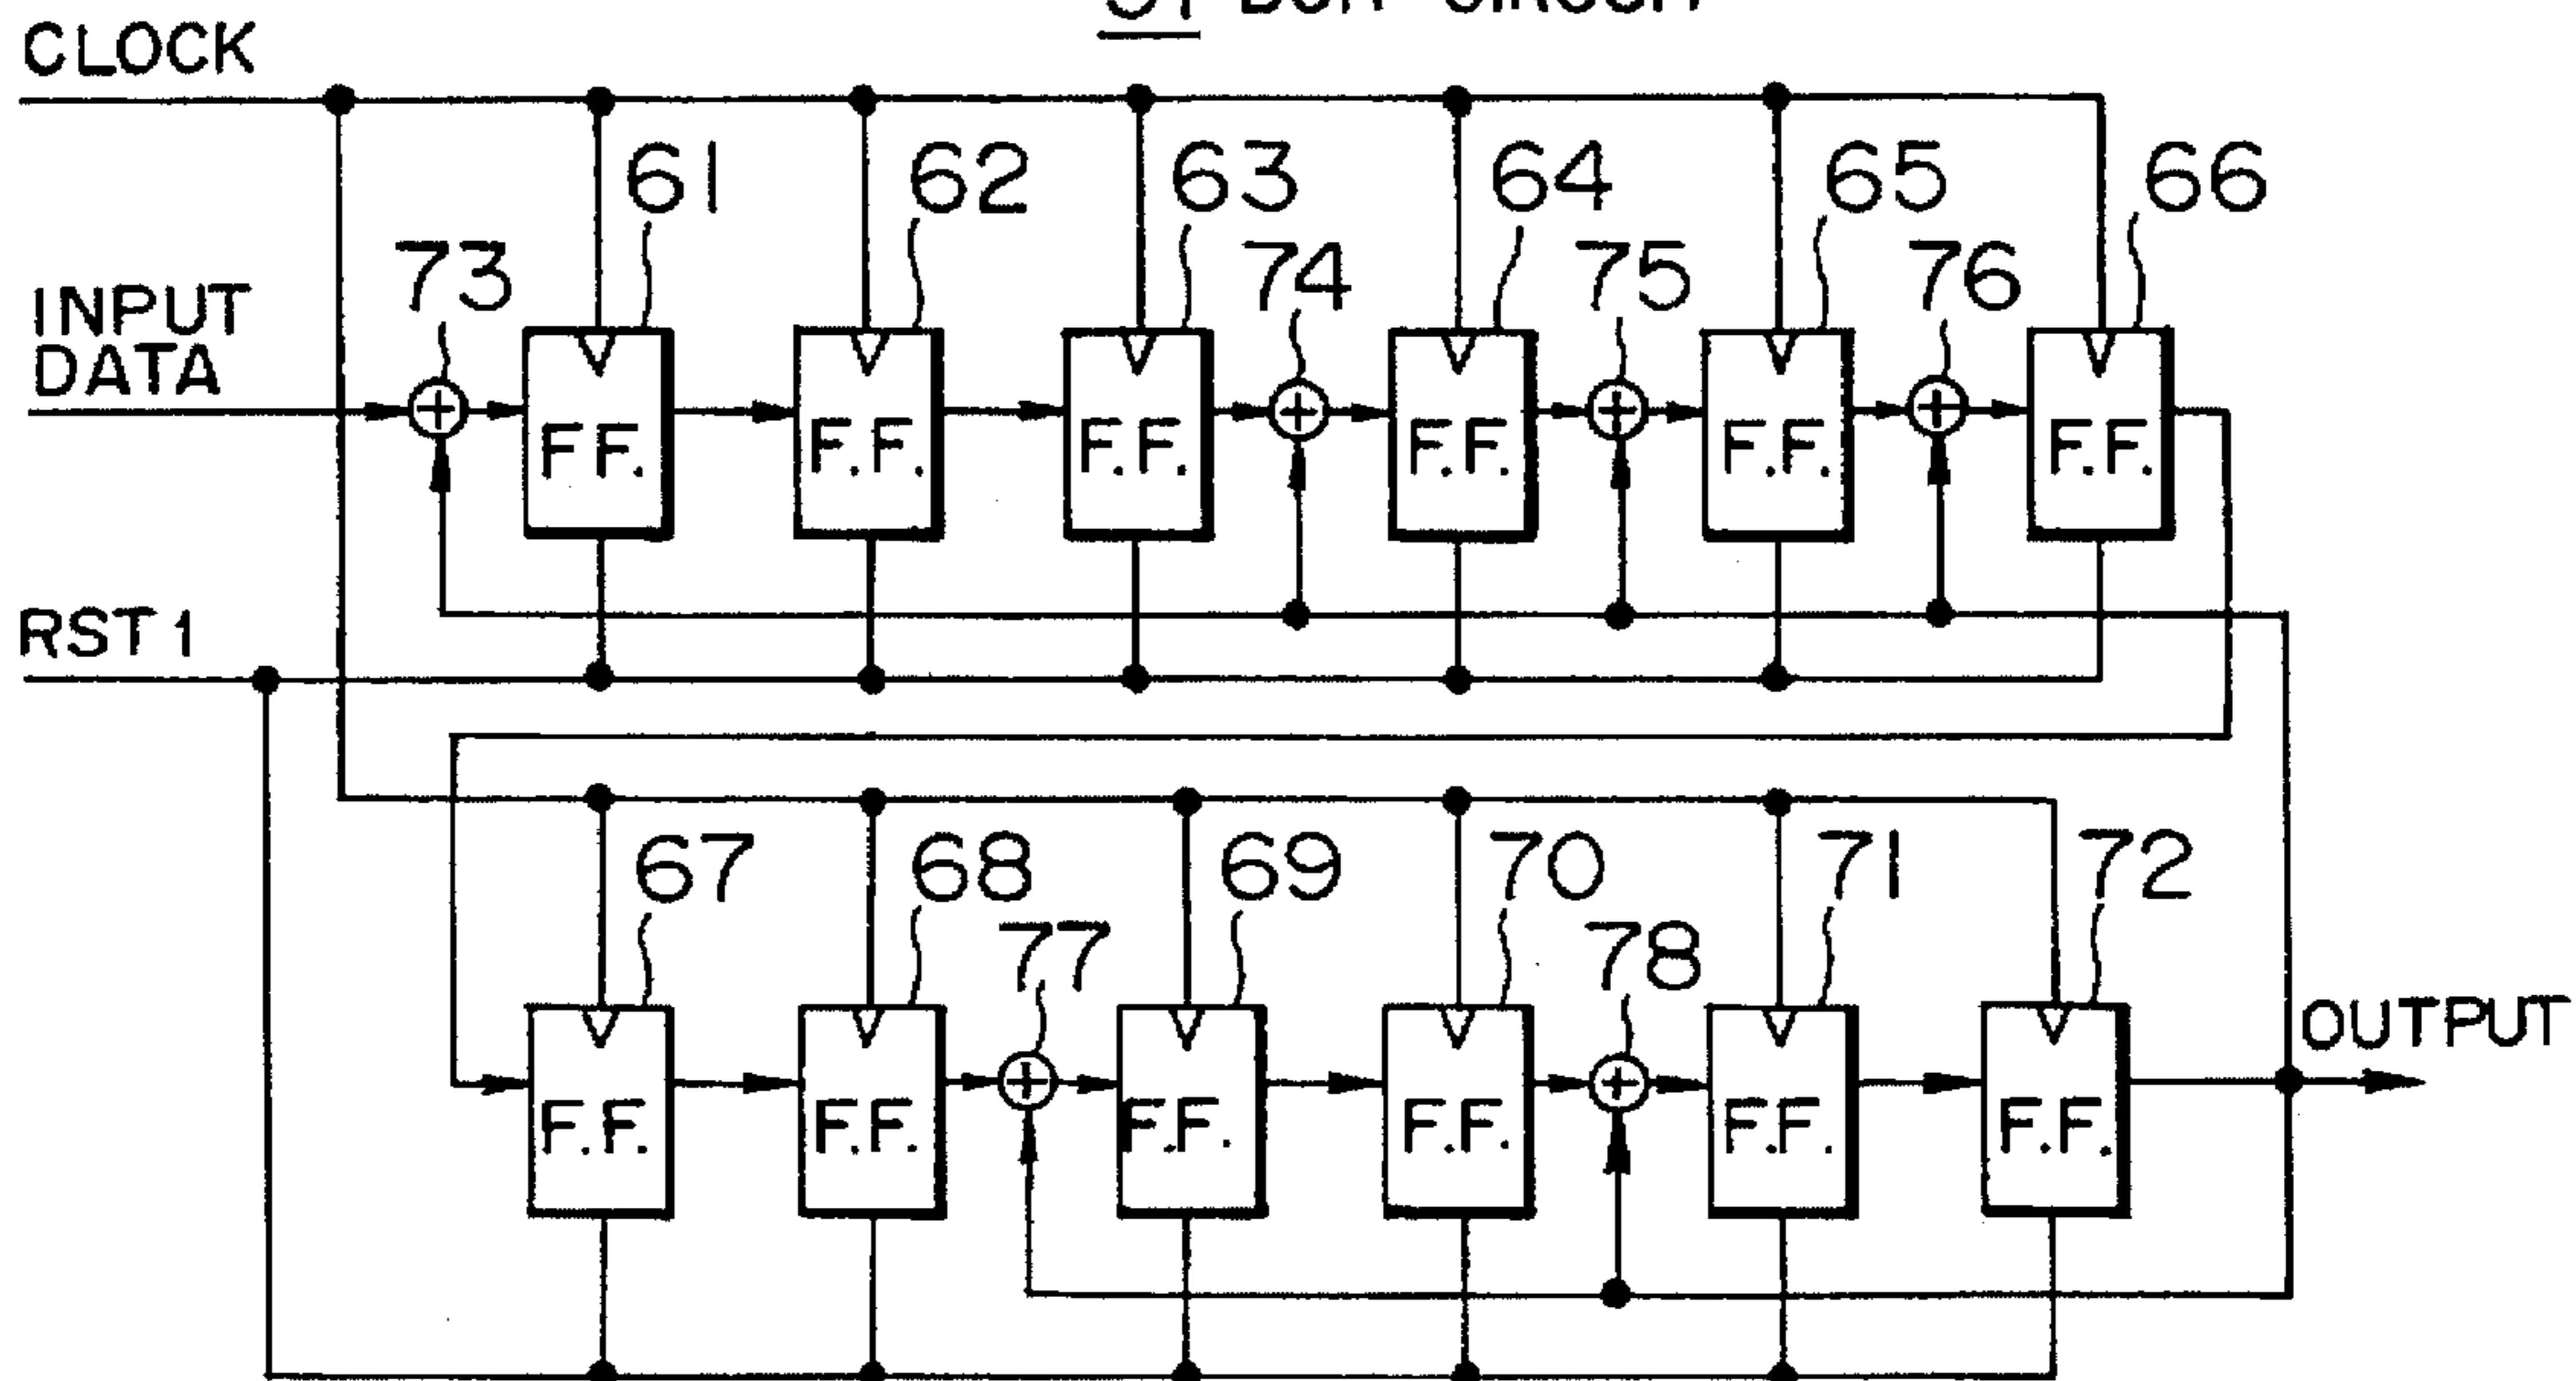 CLOCK
61 62 63 64 65 66
73 74 75 76
INPUT
DATA
F F. F.F. F.F. F.F. F.F. F.F.
RST 1
67 68 69 70 71 72
77 78
OUTPUT
F.F. F.F. F.F. F.F. F.F. F.F.